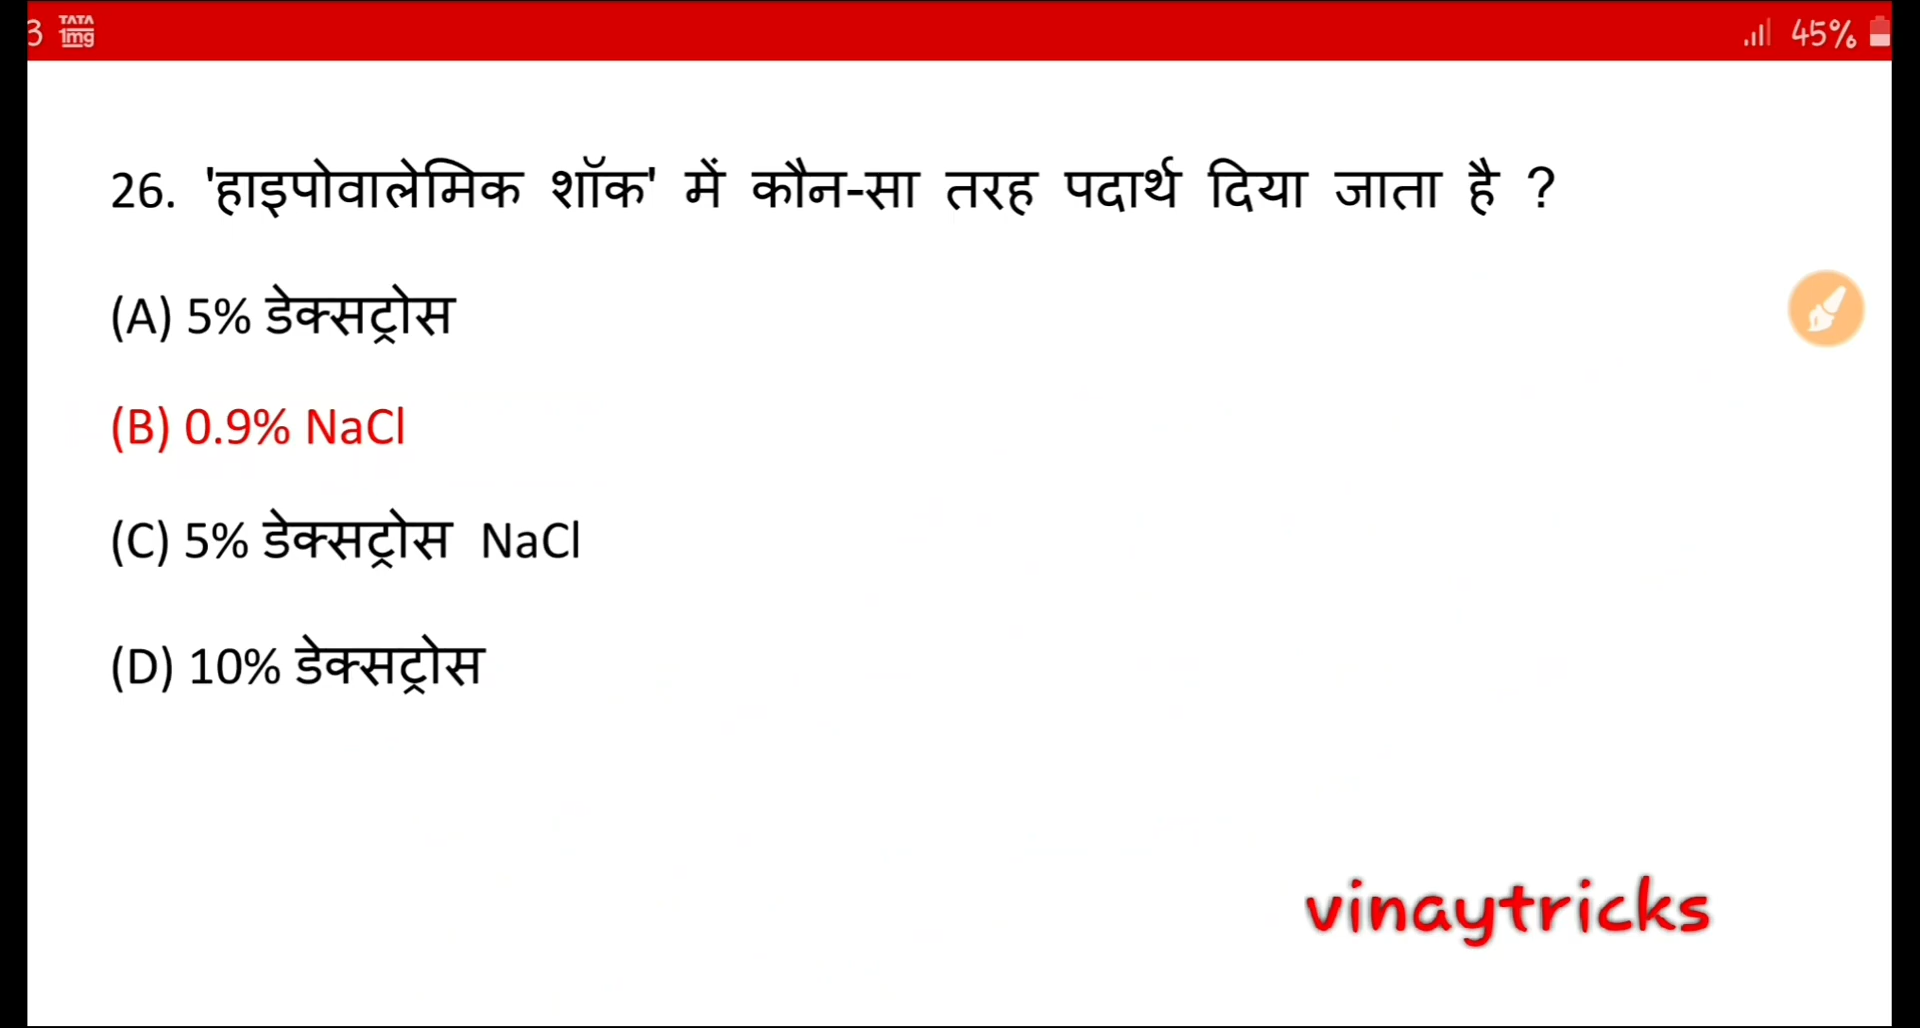 3 TATA 1mg 45%
26. 'हाइपोवालेमिक शॉक' में कौन-सा तरह पदार्थ दिया जाता है ?
(A) 5% डेक्सट्रोस
(B) 0.9% NaCl
(C) 5% डेक्सट्रोस NaCl
(D) 10% डेक्सट्रोस
vinaytricks